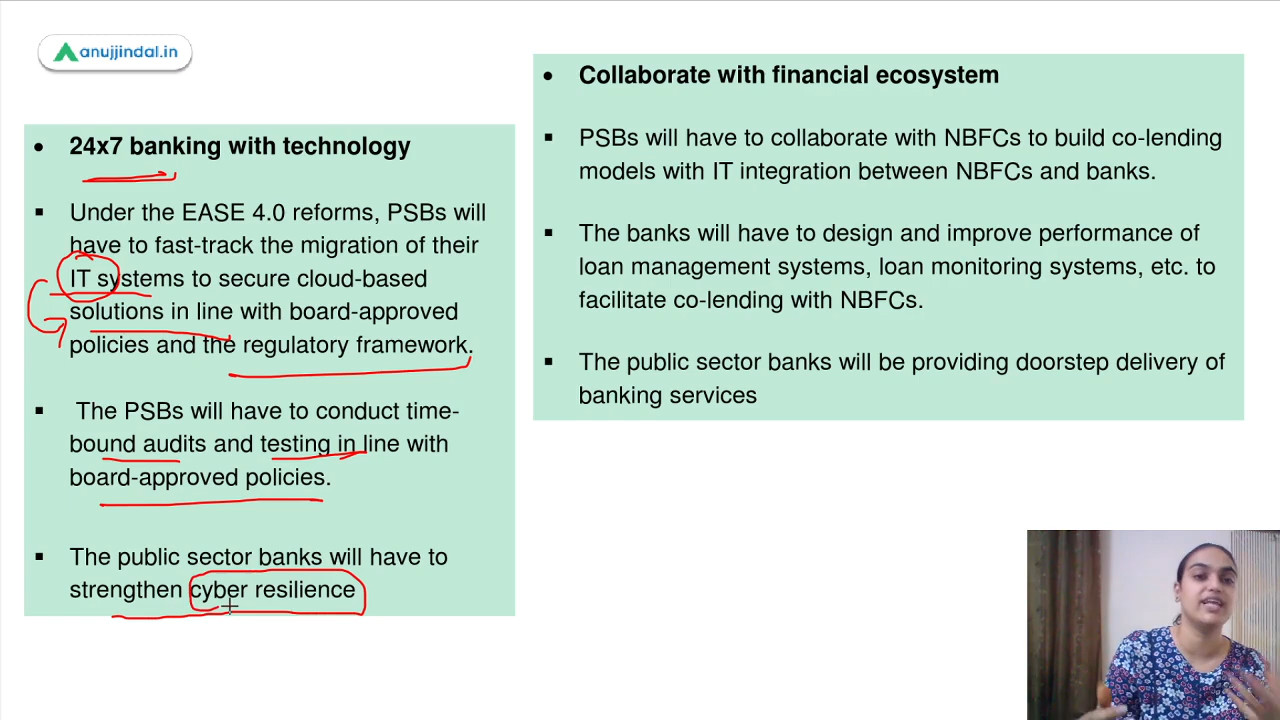 anujjindal.in
• 24x7 banking with technology
▪ Under the EASE 4.0 reforms, PSBs will
have to fast-track the migration of their
IT systems to secure cloud-based
solutions in line with board-approved
policies and the regulatory framework.
▪ The PSBs will have to conduct time-
bound audits and testing in line with
board-approved policies.
▪ The public sector banks will have to
strengthen cyber resilience
• Collaborate with financial ecosystem
▪ PSBs will have to collaborate with NBFCs to build co-lending
models with IT integration between NBFCs and banks.
▪ The banks will have to design and improve performance of
loan management systems, loan monitoring systems, etc. to
facilitate co-lending with NBFCs.
▪ The public sector banks will be providing doorstep delivery of
banking services